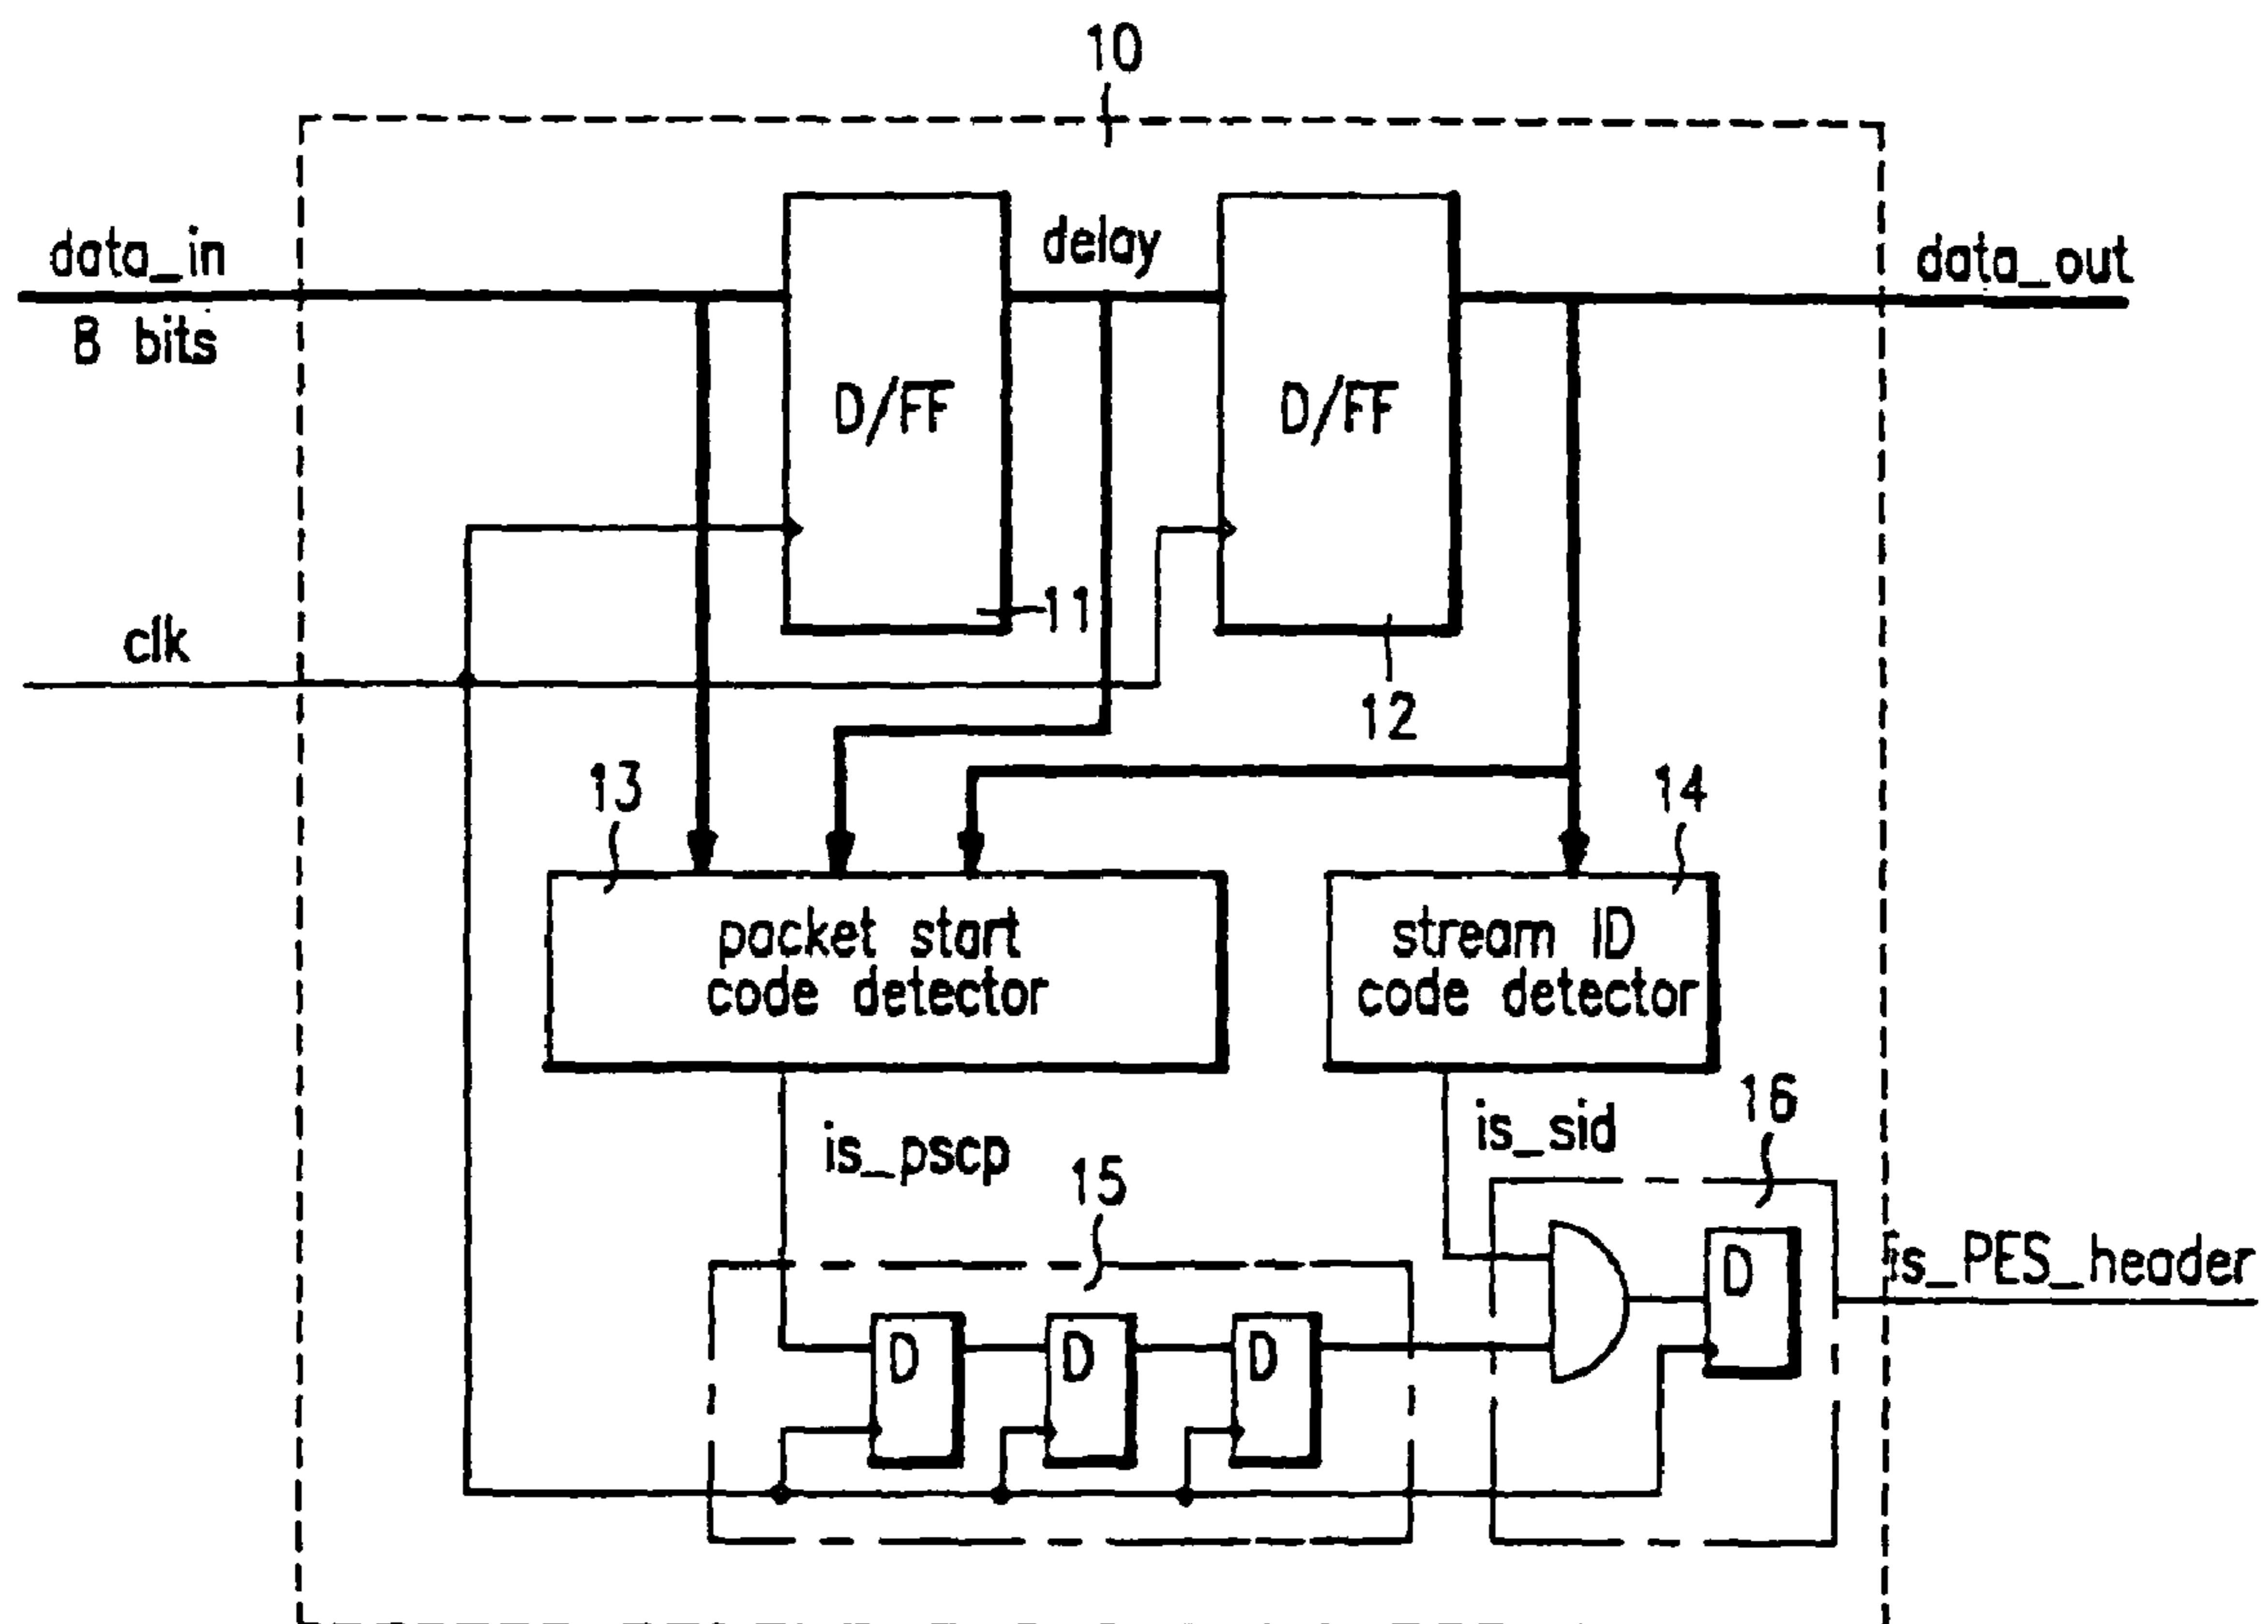 10
data_in
8 bits
delay
data_out
D/FF
D/FF
11
clk
12
13
14
packet start
code detector
stream ID
code detector
is_pscp
is_sid
16
15
is_PES_header
D
D
D
D